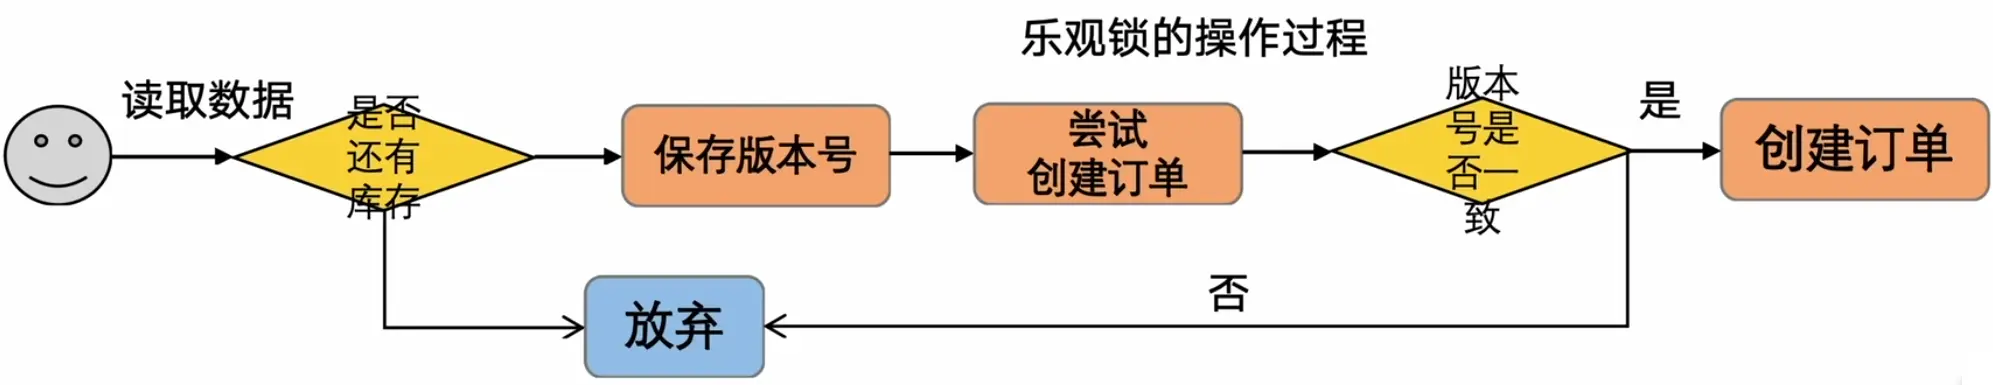 乐观锁的操作过程
读取数据
是否
还有
库存
保存版本号
尝试
创建订单
版本
号是
否一
致
是
创建订单
否
放弃